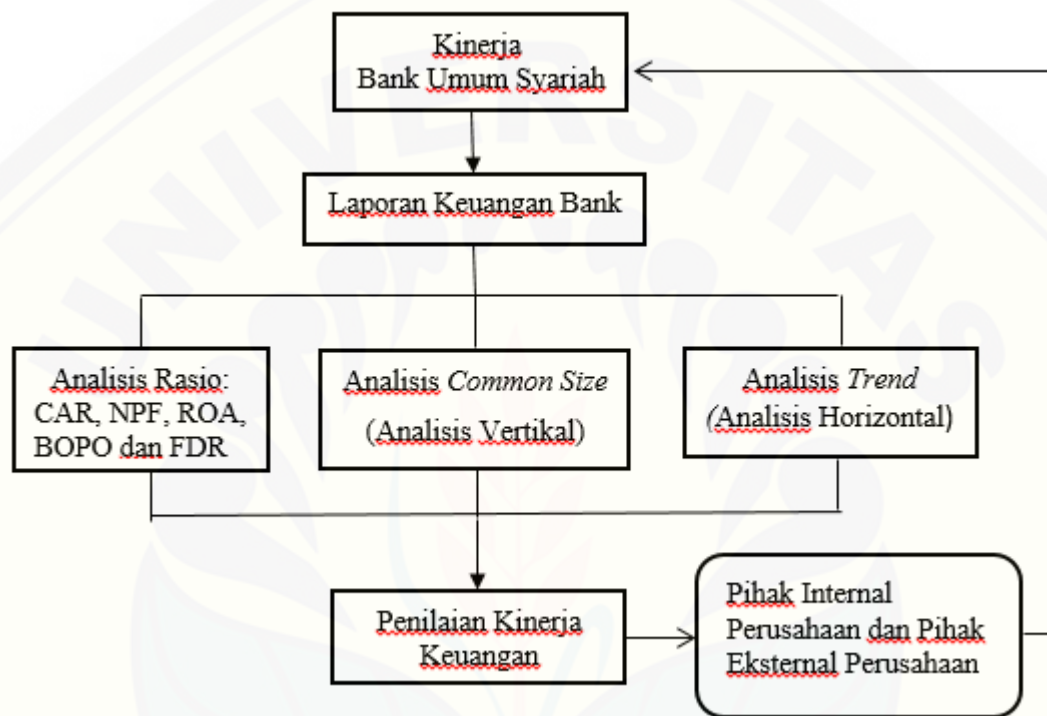 UNIVERSITAS
Kinerja
Bank Umum Syariah
Laporan Keuangan Bank
Analisis Rasio:
CAR, NPF, ROA,
BOPO dan FDR
Analisis Common Size
(Analisis Vertikal)
Analisis Trend
(Analisis Horizontal)
Penilaian Kinerja
Keuangan
Pihak Internal
Perusahaan dan Pihak
Eksternal Perusahaan